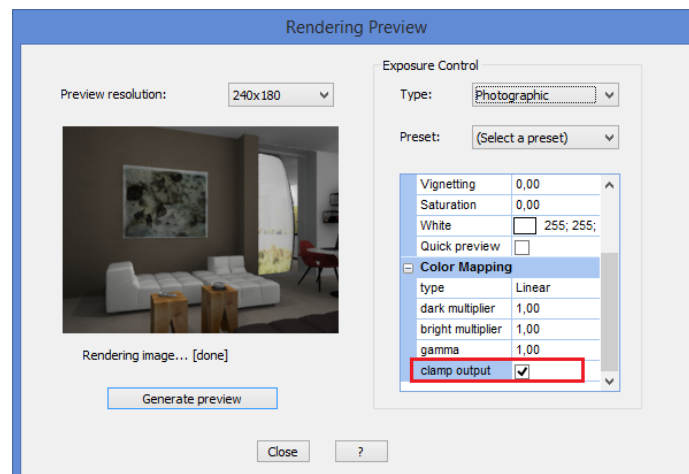 Rendering Preview
Preview resolution:
240x180
Rendering image... [done]
Generate preview
Exposure Control
Type:
Photographic
Preset:
(Select a preset)
Vignetting 0,00
Saturation 0,00
White 255; 255;
Quick preview
Color Mapping
type Linear
dark multiplier 1,00
bright multiplier 1,00
gamma 1,00
clamp output
Close
?